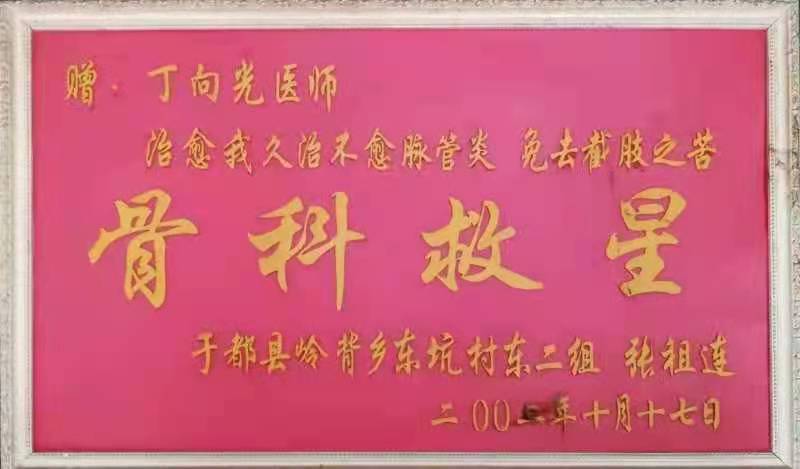 赠：丁向光医师
治愈我久治不愈脉管炎 免去截肢之苦
骨科救星
于都县岭背乡东坑村东二组 张祖连
二00 年十月十七日